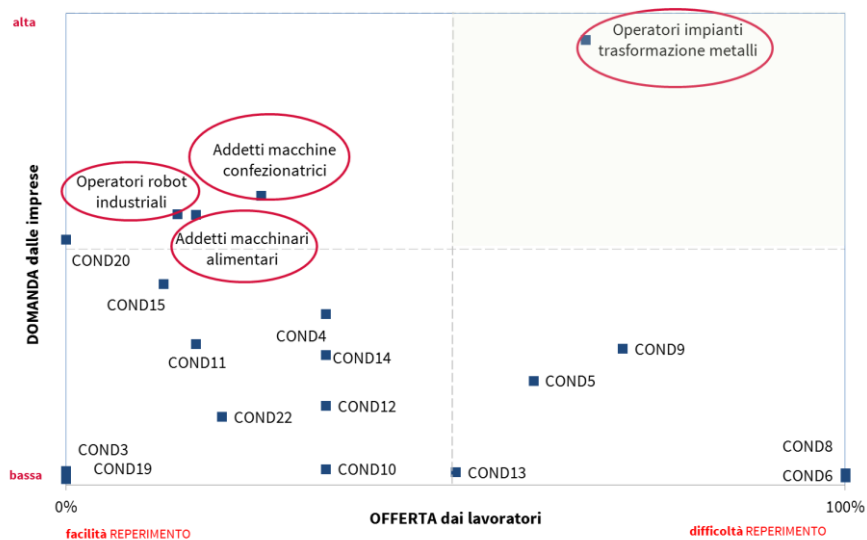 alta
Operatori impianti
trasformazione metalli
Addetti macchine
confezionatrici
Operatori robot
industriali
Addetti macchinari
alimentari
DOMANDA dalle imprese
COND20
COND15
COND4
COND11
COND14
COND9
COND5
COND12
COND22
COND3
COND19
COND10
COND13
COND8
COND6
bassa
0%
OFFERTA dai lavoratori
100%
facilità REPERIMENTO
difficoltà REPERIMENTO